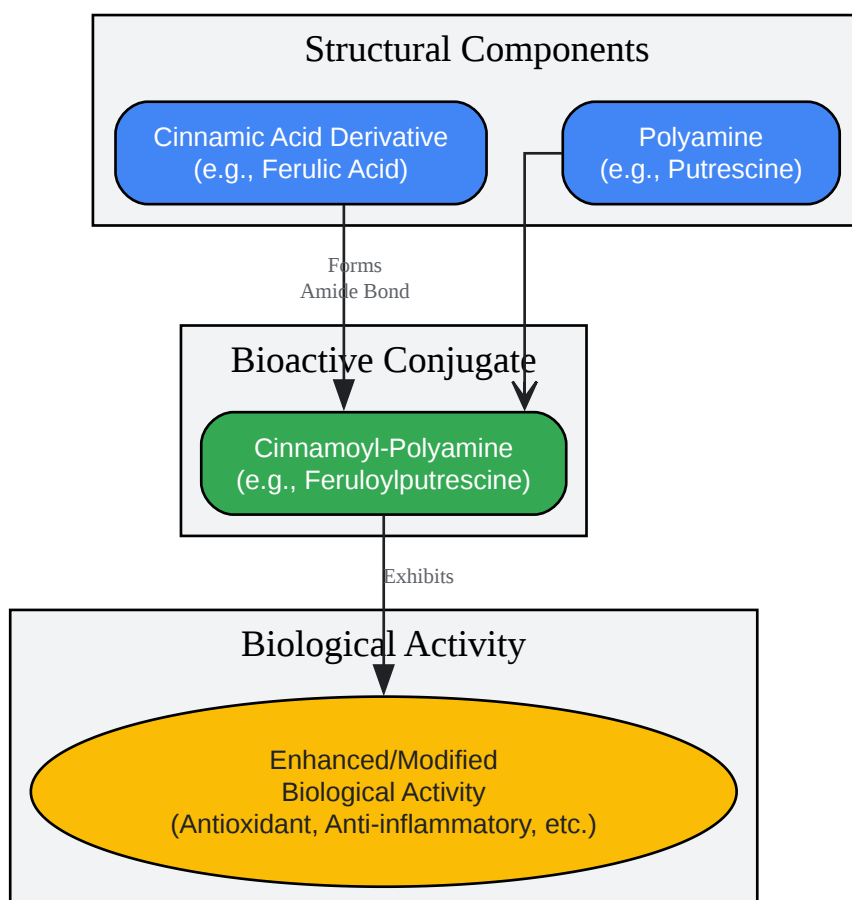 Structural Components
Cinnamic Acid Derivative
(e.g., Ferulic Acid)
Polyamine
(e.g., Putrescine)
Forms
Amide Bond
Bioactive Conjugate
Cinnamoyl-Polyamine
(e.g., Feruloylputrescine)
Exhibits
Biological Activity
Enhanced/Modified
Biological Activity
(Antioxidant, Anti-inflammatory, etc.)